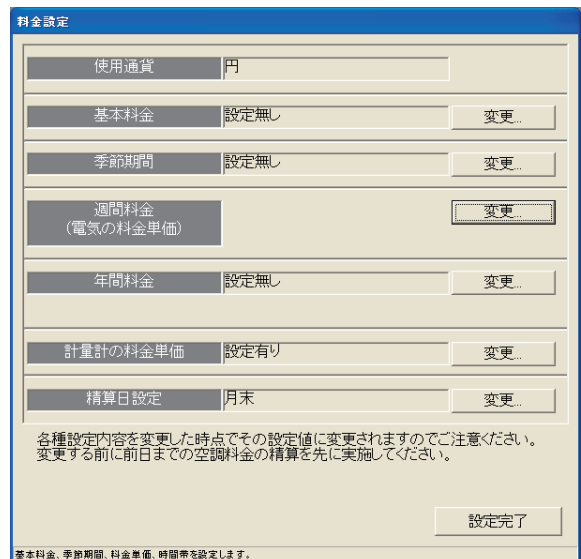 料金設定
使用通貨 円
基本料金 設定無し 変更...
季節期間 設定無し 変更...
週間料金
(電気の料金単価) 変更...
年間料金 設定無し 変更...
計量計の料金単価 設定有り 変更...
精算日設定 月末 変更...
各種設定内容を変更した時点でその設定値に変更されますのでご注意ください。
変更する前に前日までの空調料金の精算を先に実施してください。
設定完了
基本料金、季節期間、料金単価、時間帯を設定します。